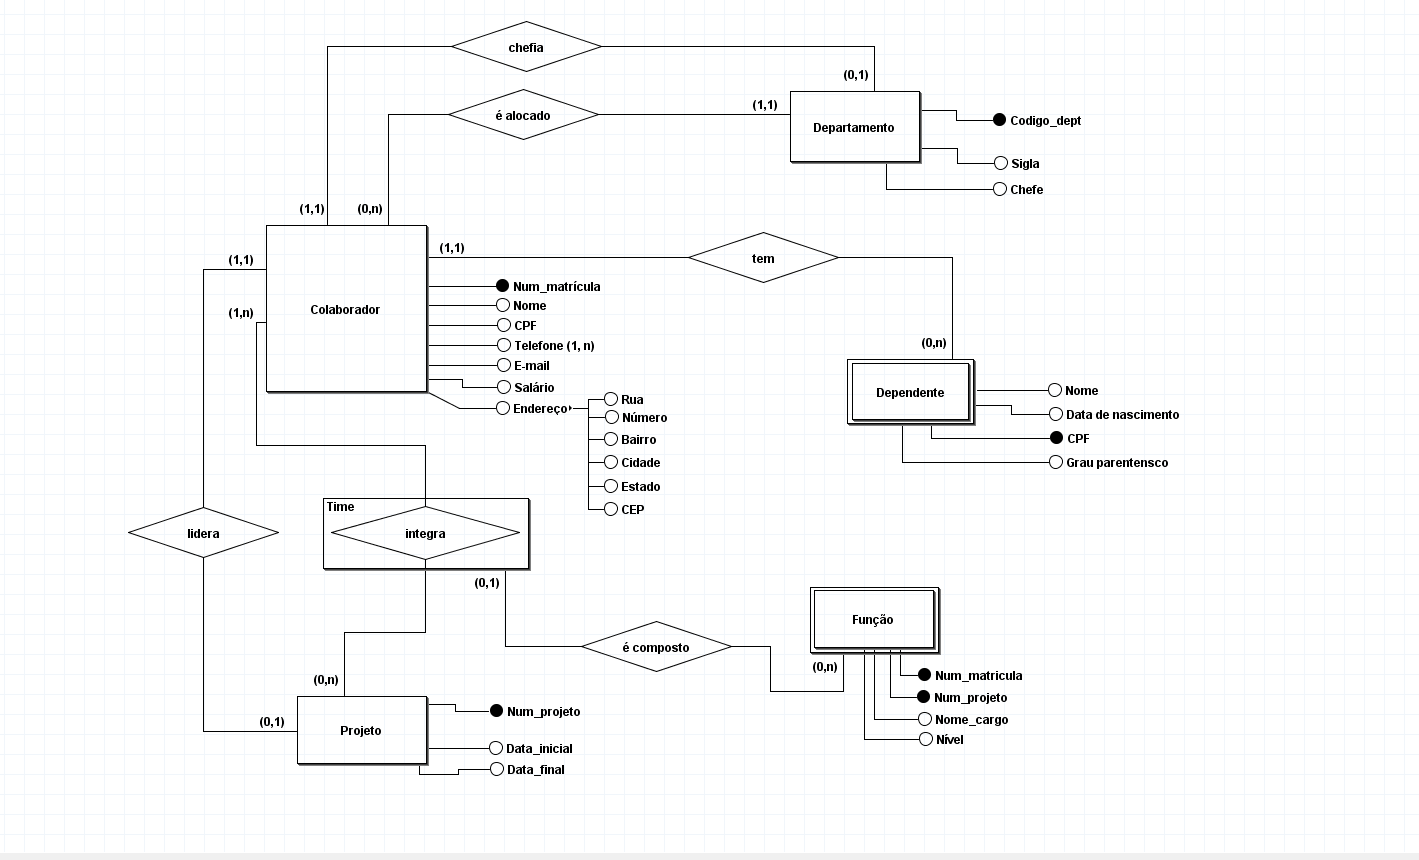 chefia
(0,1)
(1,1)
é alocado
Departamento
Codigo_dept
Sigla
Chefe
(1,1)
(0,n)
(1,1)
(1,1)
tem
Colaborador
(1,n)
Num_matrícula
Nome
CPF
Telefone (1, n)
E-mail
Salário
Endereço
Rua
Número
Bairro
Cidade
Estado
CEP
(0,n)
Dependente
Nome
Data de nascimento
CPF
Grau parentensco
Time
lidera
integra
(0,1)
é composto
Função
(0,n)
Num_matricula
Num_projeto
Nome_cargo
Nível
(0,n)
(0,1)
Projeto
Num_projeto
Data_inicial
Data_final